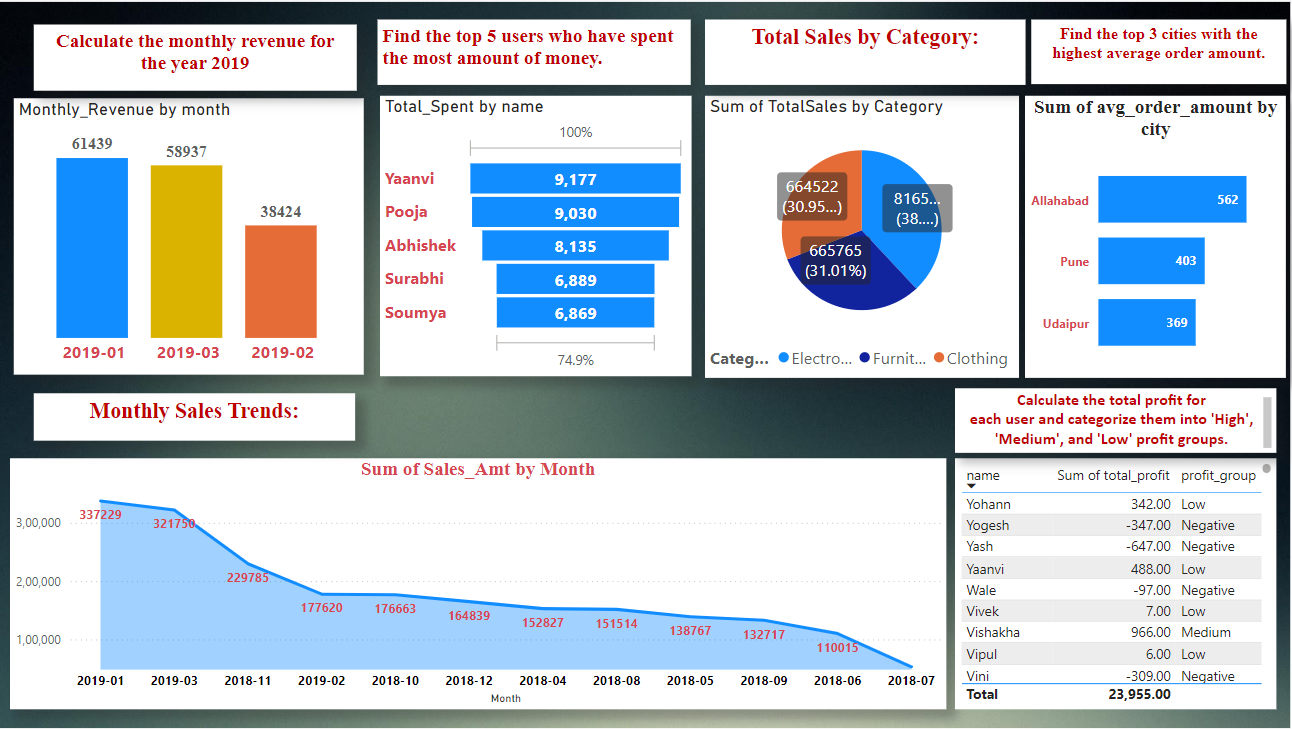 Calculate the monthly revenue for
the year 2019
Find the top 5 users who have spent
the most amount of money.
Total Sales by Category:
Find the top 3 cities with the
highest average order amount.
Monthly_Revenue by month
61439
58937
38424
2019-01 2019-03 2019-02
Total_Spent by name
100%
Yaanvi 9,177
Pooja 9,030
Abhishek 8,135
Surabhi 6,889
Soumya 6,869
74.9%
Sum of TotalSales by Category
664522
(30.95...)
8165...
(38....)
665765
(31.01%)
Categ... Electro... Furnit... Clothing
Sum of avg_order_amount by
city
Allahabad 562
Pune 403
Udaipur 369
Monthly Sales Trends:
Sum of Sales_Amt by Month
3,00,000
2,00,000
1,00,000
337229
321750
229785
177620
176663
164839
152827
151514
138767
132717
110015
2019-01 2019-03 2018-11 2019-02 2018-10 2018-12 2018-04 2018-08 2018-05 2018-09 2018-06 2018-07
Month
Calculate the total profit for
each user and categorize them into 'High',
'Medium', and 'Low' profit groups.
name Sum of total_profit profit_group
Yohann 342.00 Low
Yogesh -347.00 Negative
Yash -647.00 Negative
Yaanvi 488.00 Low
Wale -97.00 Negative
Vivek 7.00 Low
Vishakha 966.00 Medium
Vipul 6.00 Low
Vini -309.00 Negative
Total 23,955.00